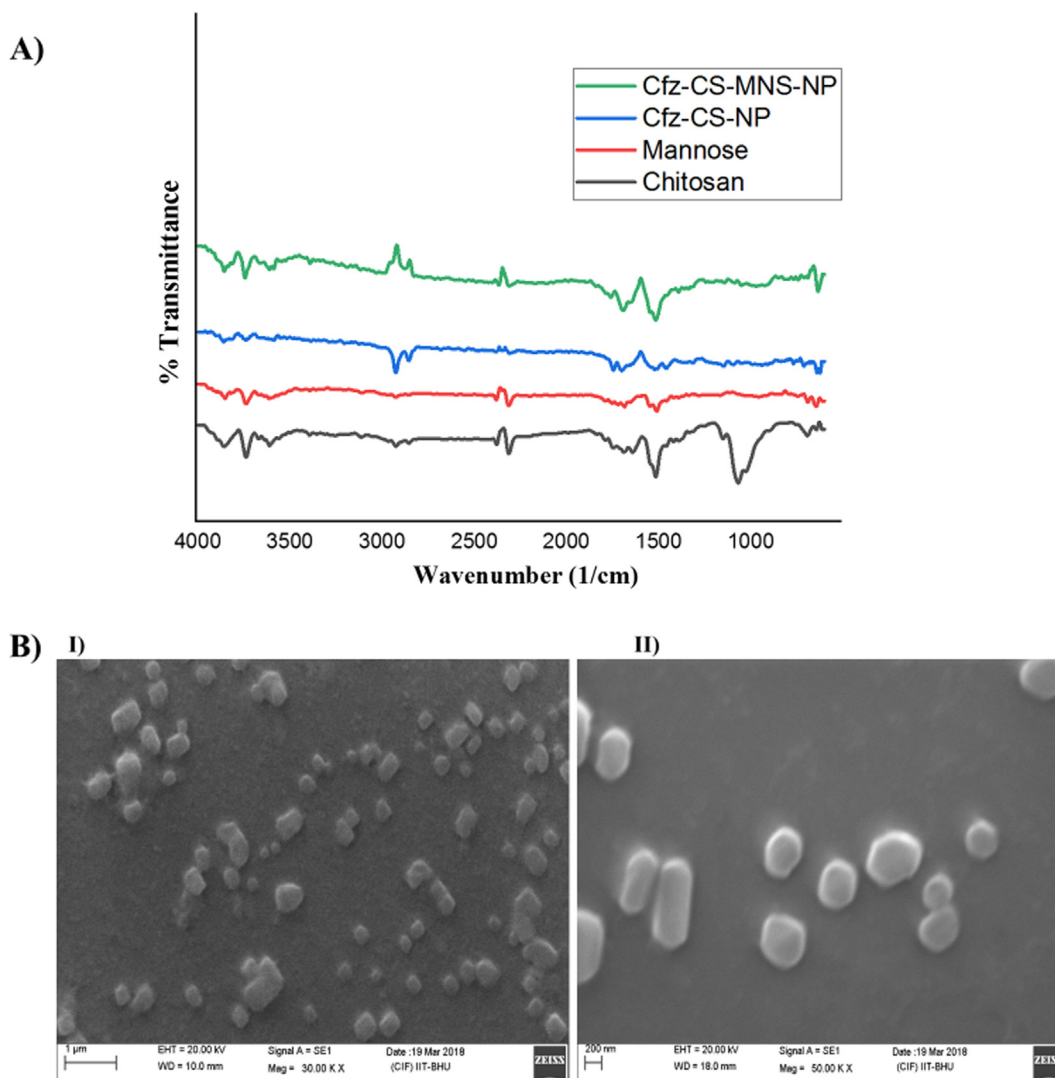 A)
Cfz-CS-MNS-NP
Cfz-CS-NP
Mannose
Chitosan
% Transmittance
4000 3500 3000 2500 2000 1500 1000
Wavenumber (1/cm)
B) I) II)
1 µm EHT = 20.00 kV Signal A = SE1 Date :19 Mar 2018 ZEISS
WD = 10.0 mm Mag = 30.00 K X (CIF) IIT-BHU
200 nm EHT = 20.00 kV Signal A = SE1 Date :19 Mar 2018 ZEISS
WD = 18.0 mm Mag = 50.00 K X (CIF) IIT-BHU